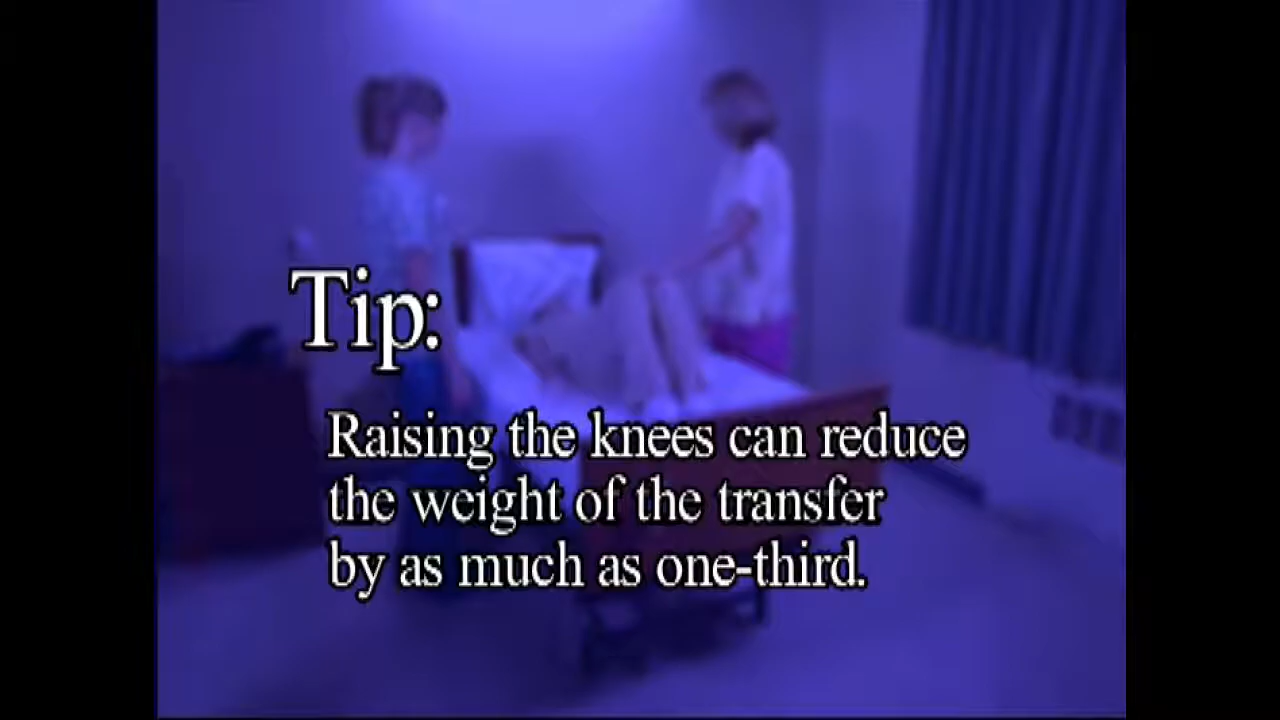 Tip:
Raising the knees can reduce
the weight of the transfer
by as much as one-third.